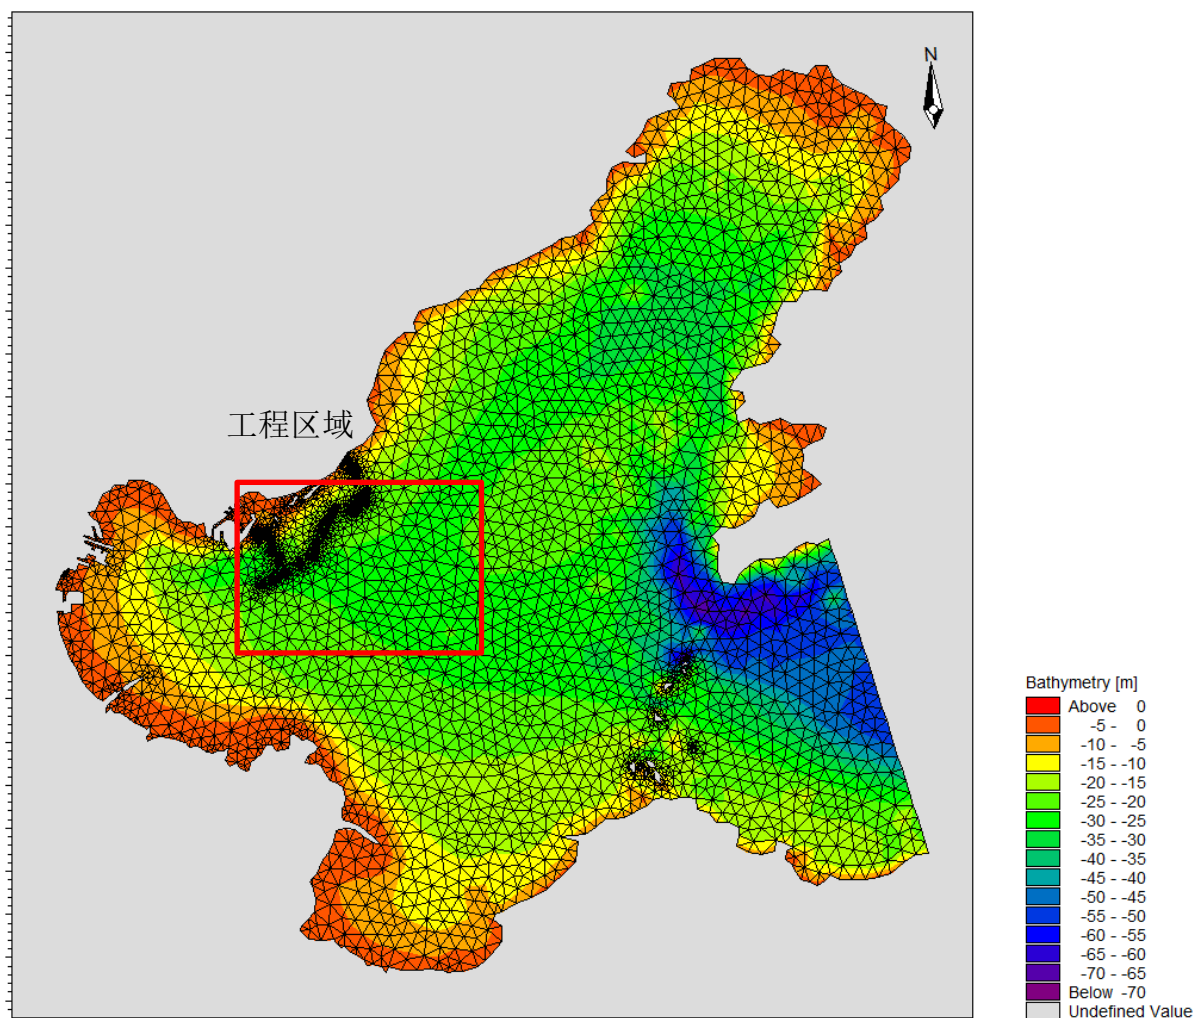 N
工程区域
Bathymetry [m]
Above 0
-5 - 0
-10 - -5
-15 - -10
-20 - -15
-25 - -20
-30 - -25
-35 - -30
-40 - -35
-45 - -40
-50 - -45
-55 - -50
-60 - -55
-65 - -60
-70 - -65
Below -70
Undefined Value